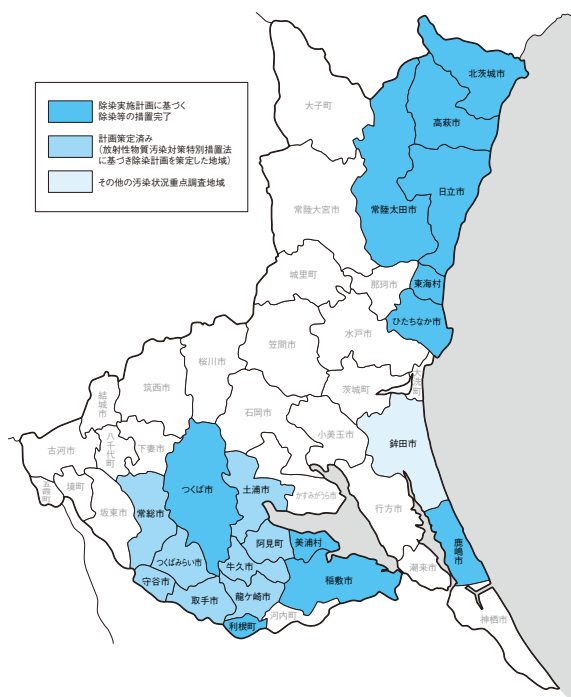 除染実施計画に基づく
除染等の措置完了
計画策定済み
（放射性物質汚染対策特別措置法
に基づき除染計画を策定した地域）
その他の汚染状況重点調査地域
北茨城市
大子町
高萩市
日立市
常陸大宮市
常陸太田市
城里町
那珂市
東海村
ひたちなか市
水戸市
笠間市
桜川市
大洗町
茨城町
筑西市
結城市
石岡市
小美玉市
鉾田市
八千代町
下妻市
古河市
つくば市
土浦市
かすみがうら市
五霞町
境町
坂東市
常総市
行方市
阿見町
美浦村
鹿嶋市
つくばみらい市
牛久市
潮来市
守谷市
稲敷市
取手市
龍ケ崎市
河内町
利根町
神栖市